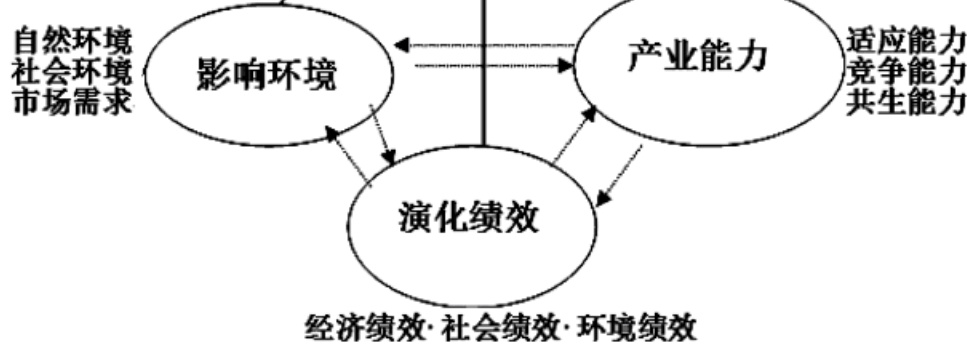 自然环境
社会环境
市场需求
影响环境
产业能力
适应能力
竞争能力
共生能力
演化绩效
经济绩效·社会绩效·环境绩效